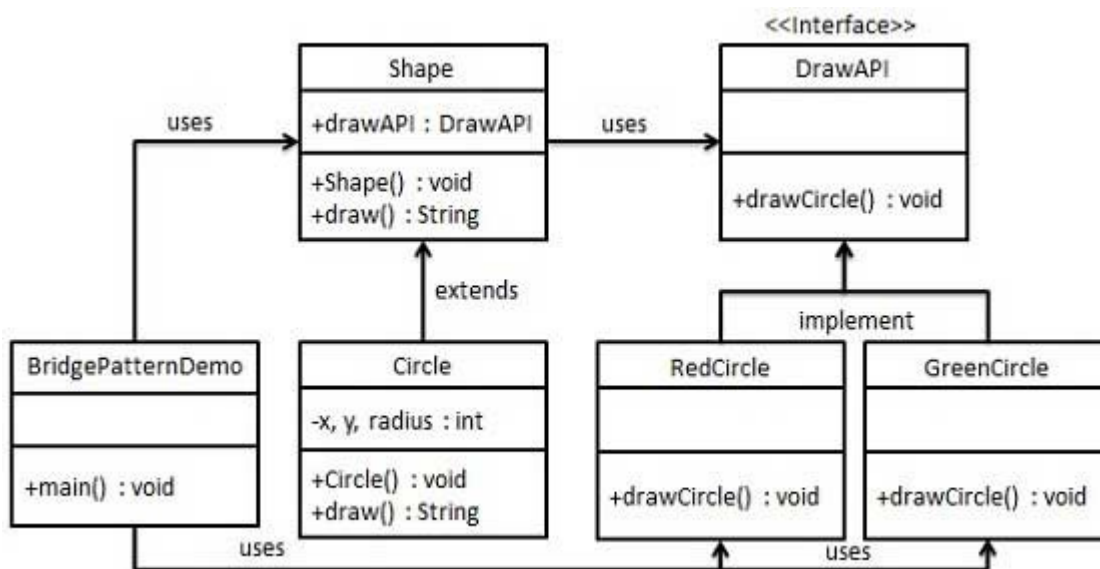 <<Interface>>
Shape
DrawAPI
+drawAPI : DrawAPI
uses
uses
+Shape() : void
+draw() : String
+drawCircle() : void
extends
implement
BridgePatternDemo
Circle
RedCircle
GreenCircle
-x, y, radius : int
+main() : void
+Circle() : void
+draw() : String
+drawCircle() : void
+drawCircle() : void
uses
uses